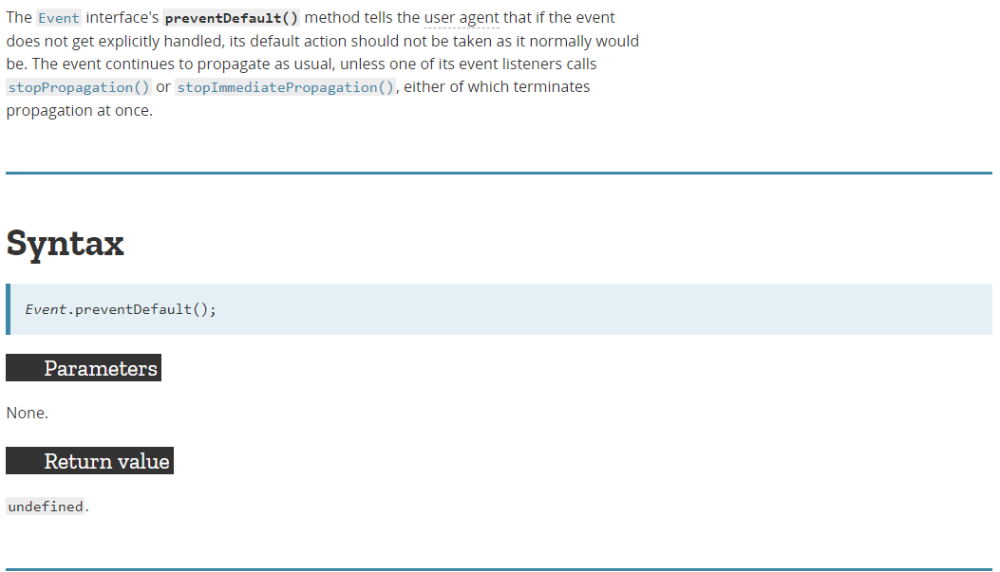 The Event interface's preventDefault() method tells the user agent that if the event
does not get explicitly handled, its default action should not be taken as it normally would
be. The event continues to propagate as usual, unless one of its event listeners calls
stopPropagation() or stopImmediatePropagation(), either of which terminates
propagation at once.
Syntax
Event.preventDefault();
Parameters
None.
Return value
undefined.